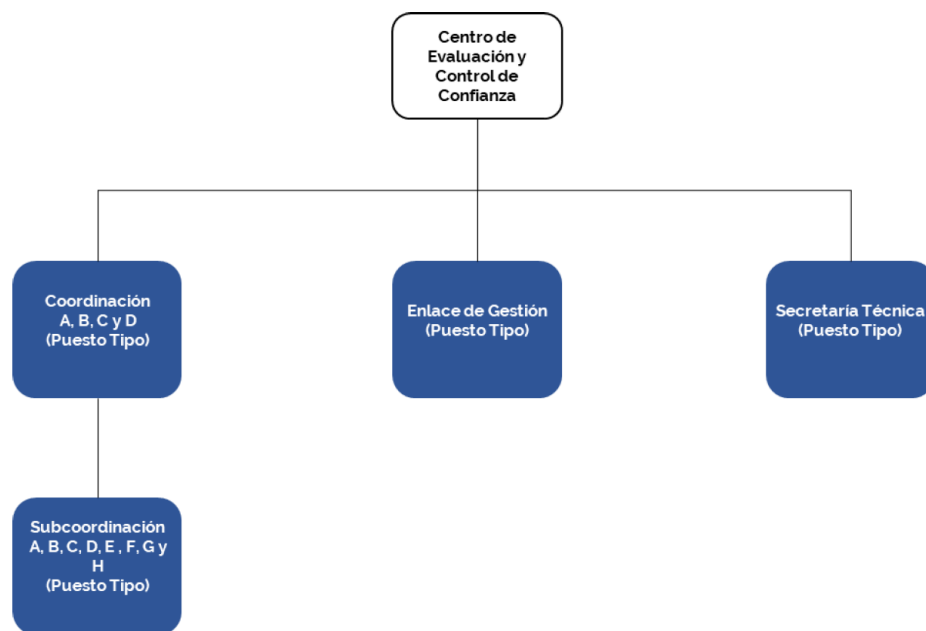 Centro de
Evaluación y
Control de
Confianza
Coordinación
A, B, C y D
(Puesto Tipo)
Enlace de Gestión
(Puesto Tipo)
Secretaría Técnica
(Puesto Tipo)
Subcoordinación
A, B, C, D, E , F, G y
H
(Puesto Tipo)